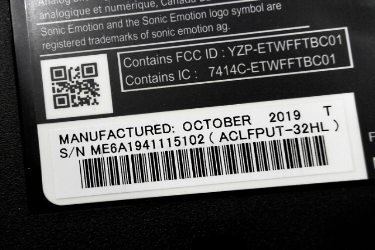 analogique et numérique, Canada
Sonic Emotion and the Sonic Emotion logo symbol are
registered trademarks of sonic emotion ag.
Contains FCC ID : YZP-ETWFFTBC01
Contains IC : 7414C-ETWFFTBC01
MANUFACTURED: OCTOBER 2019 T
S/N ME6A1941115102 (ACLFPUT-32HL)